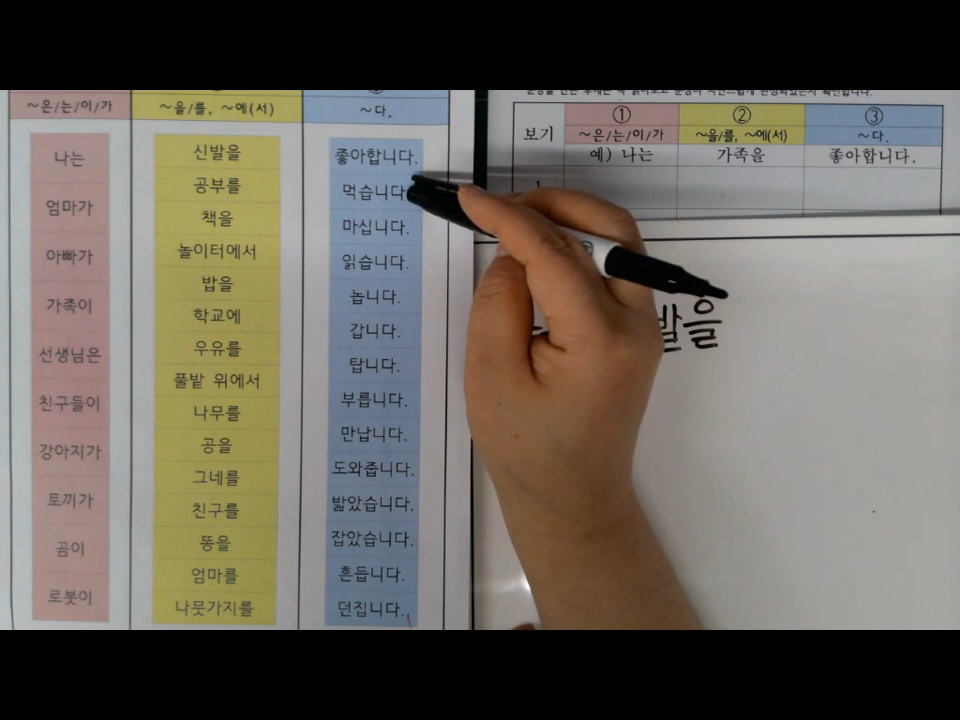 ~은/는/이/가
나는
엄마가
아빠가
가족이
선생님은
친구들이
강아지가
토끼가
곰이
로봇이
~을/를, ~에(서)
신발을
공부를
책을
놀이터에서
밥을
학교에
우유를
풀밭 위에서
나무를
공을
그네를
친구를
똥을
엄마를
나뭇가지를
~다.
좋아합니다.
먹습니다
마십니다.
읽습니다.
놉니다.
갑니다.
탑니다.
부릅니다.
만납니다.
도와줍니다.
밟았습니다.
잡았습니다.
흔듭니다.
던집니다.
보기 ① ② ③
~은/는/이/가 ~을/를, ~에(서) ~다.
예) 나는 가족을 좋아합니다.
1
발을